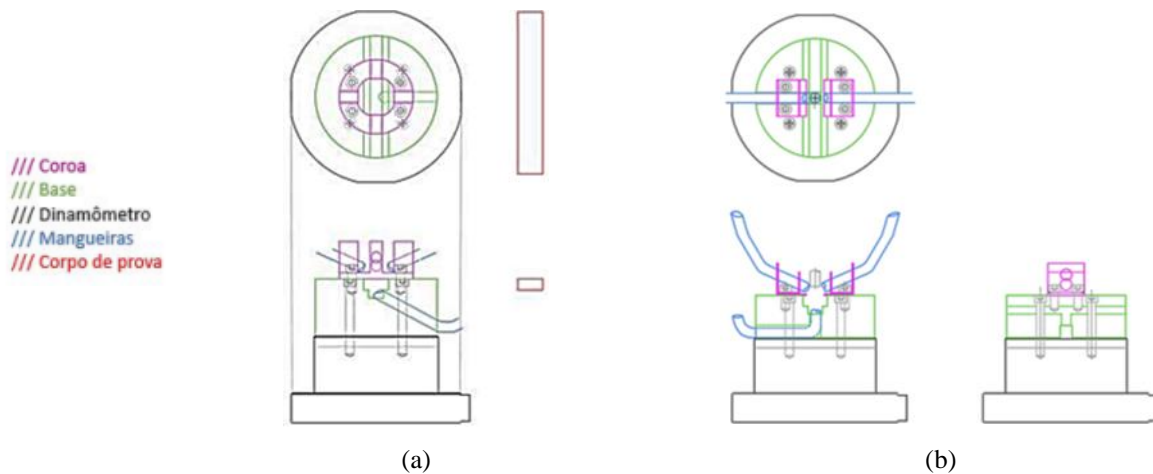 /// Coroa
/// Base
/// Dinamômetro
/// Mangueiras
/// Corpo de prova
(a)
(b)